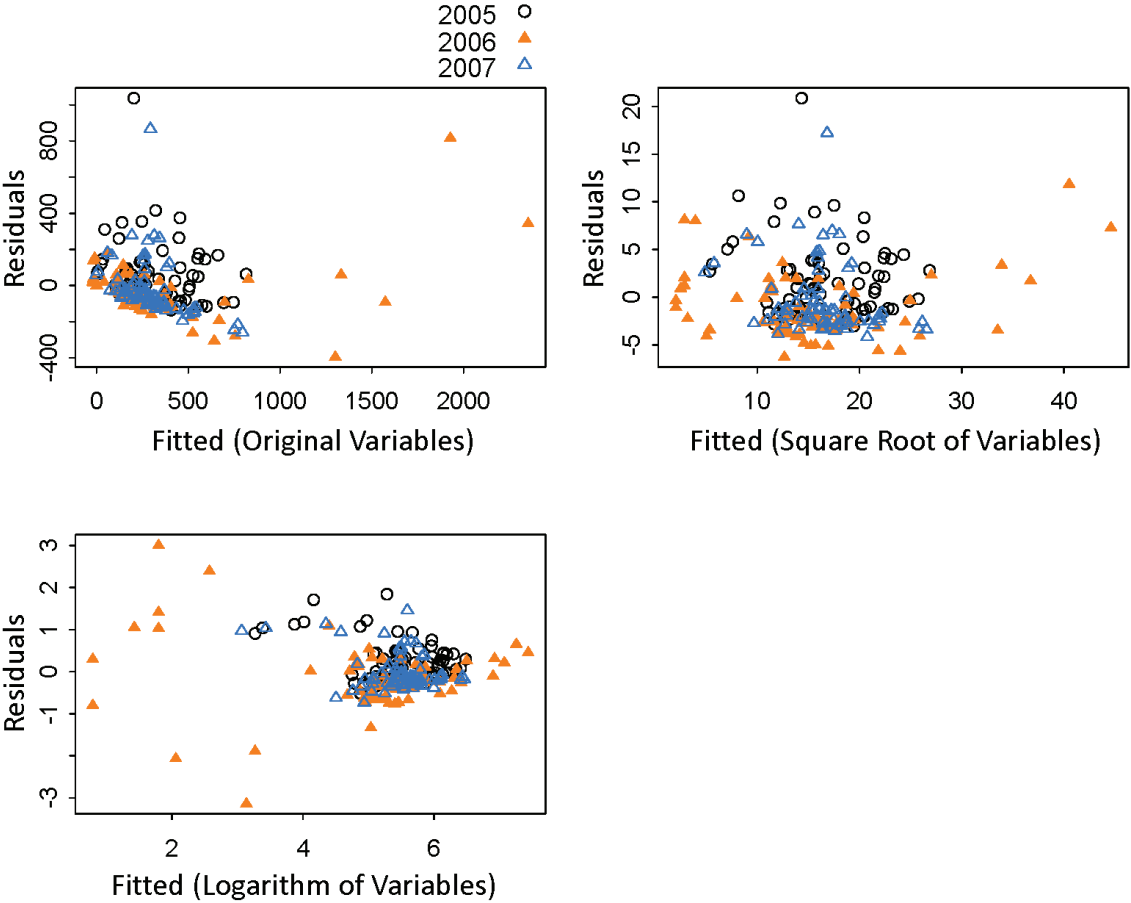 2005
2006
2007
Residuals
800
400
0
-400
0 500 1000 1500 2000
Fitted (Original Variables)
Residuals
20
15
10
5
0
-5
10 20 30 40
Fitted (Square Root of Variables)
Residuals
3
2
1
0
-1
-3
2 4 6
Fitted (Logarithm of Variables)